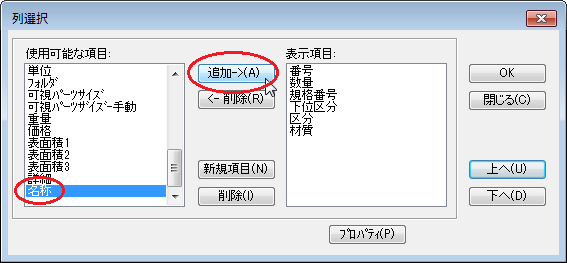 列選択
使用可能な項目:
単位
フォルダ
可視パーツサイズ
可視パーツサイズ-手動
重量
価格
表面積1
表面積2
表面積3
詳細
名称
追加->(A)
<- 削除(R)
新規項目(N)
削除(I)
表示項目:
番号
数量
規格番号
下位区分
区分
材質
OK
閉じる(C)
上へ(U)
下へ(D)
プロパティ(P)